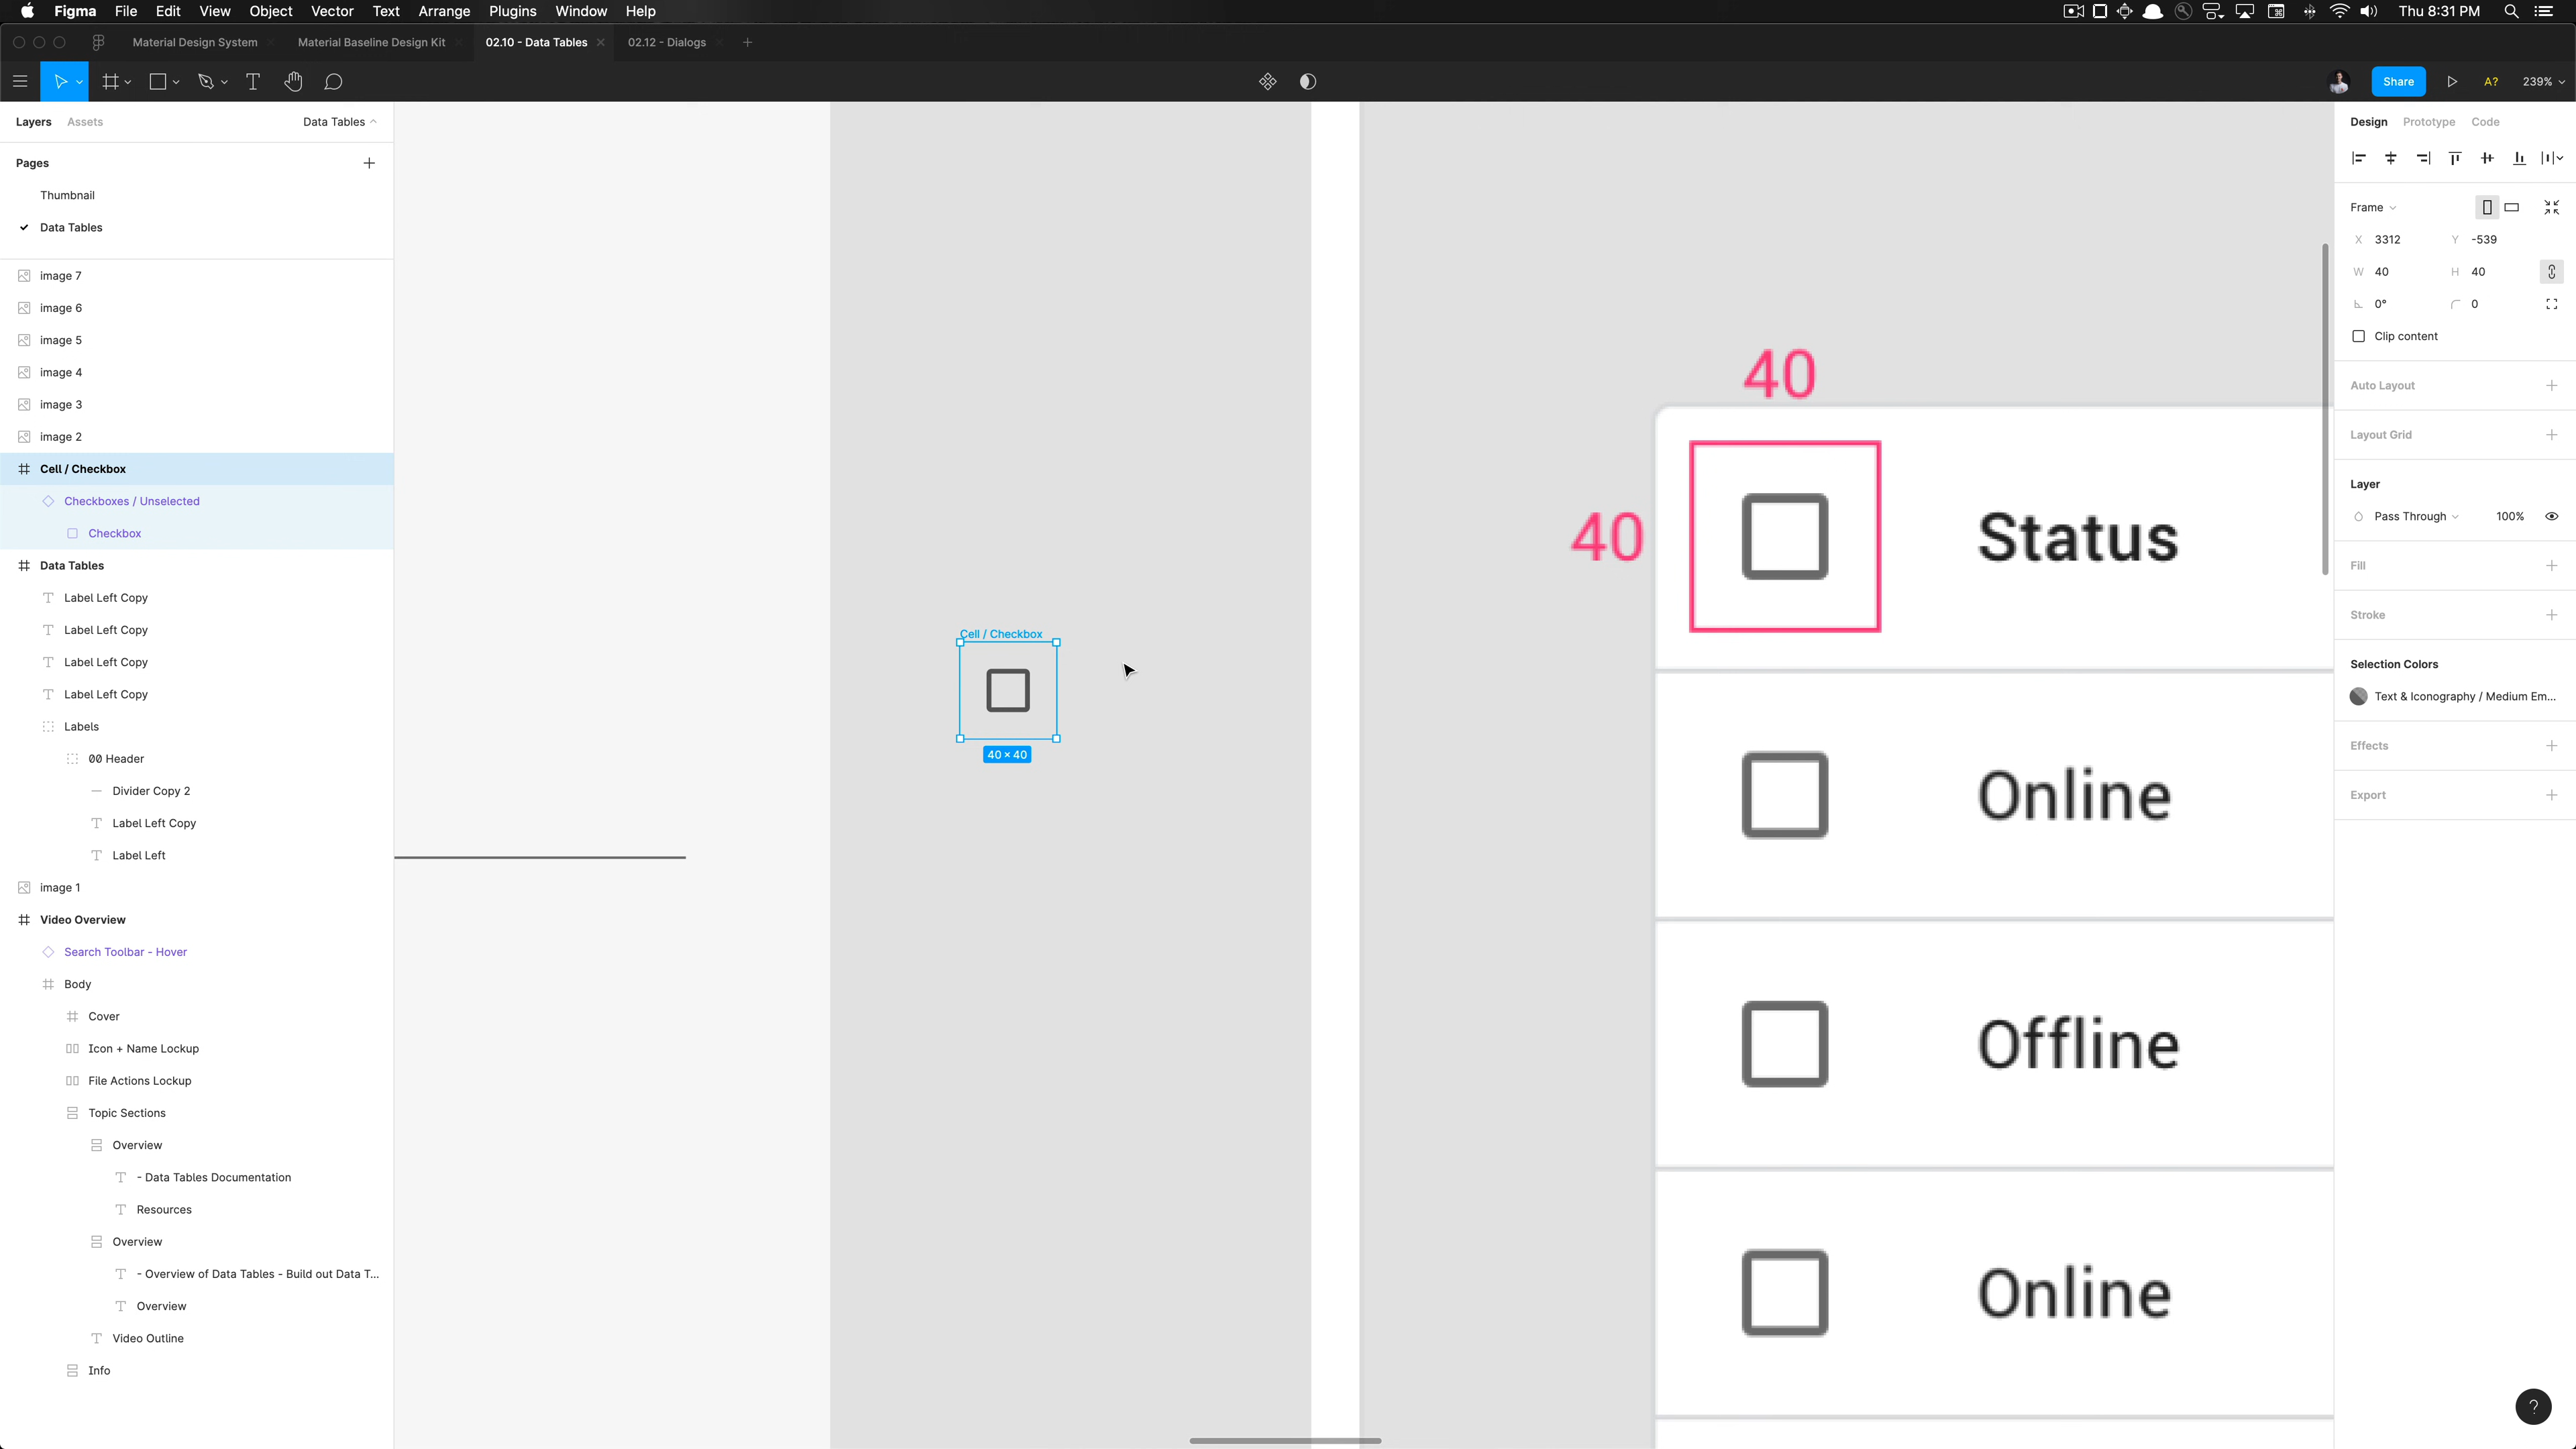 Figma File Edit View Object Vector Text Arrange Plugins Window Help Thu 8:31 PM
Material Design System Material Baseline Design Kit 02.10 - Data Tables 02.12 - Dialogs
Share A? 239%
Layers Assets Data Tables
Pages
Thumbnail
Data Tables
image 7
image 6
image 5
image 4
image 3
image 2
Cell / Checkbox
Checkboxes / Unselected
Checkbox
Data Tables
Label Left Copy
Label Left Copy
Label Left Copy
Label Left Copy
Labels
00 Header
Divider Copy 2
Label Left Copy
Label Left
image 1
Video Overview
Search Toolbar - Hover
Body
Cover
Icon + Name Lockup
File Actions Lockup
Topic Sections
Overview
- Data Tables Documentation
Resources
Overview
- Overview of Data Tables - Build out Data T...
Overview
Video Outline
Info
Cell / Checkbox
40 × 40
40
40
Status
Online
Offline
Online
Design Prototype Code
Frame
X 3312 Y -539
W 40 H 40
0° 0
Clip content
Auto Layout
Layout Grid
Layer
Pass Through 100%
Fill
Stroke
Selection Colors
Text & Iconography / Medium Em...
Effects
Export
?